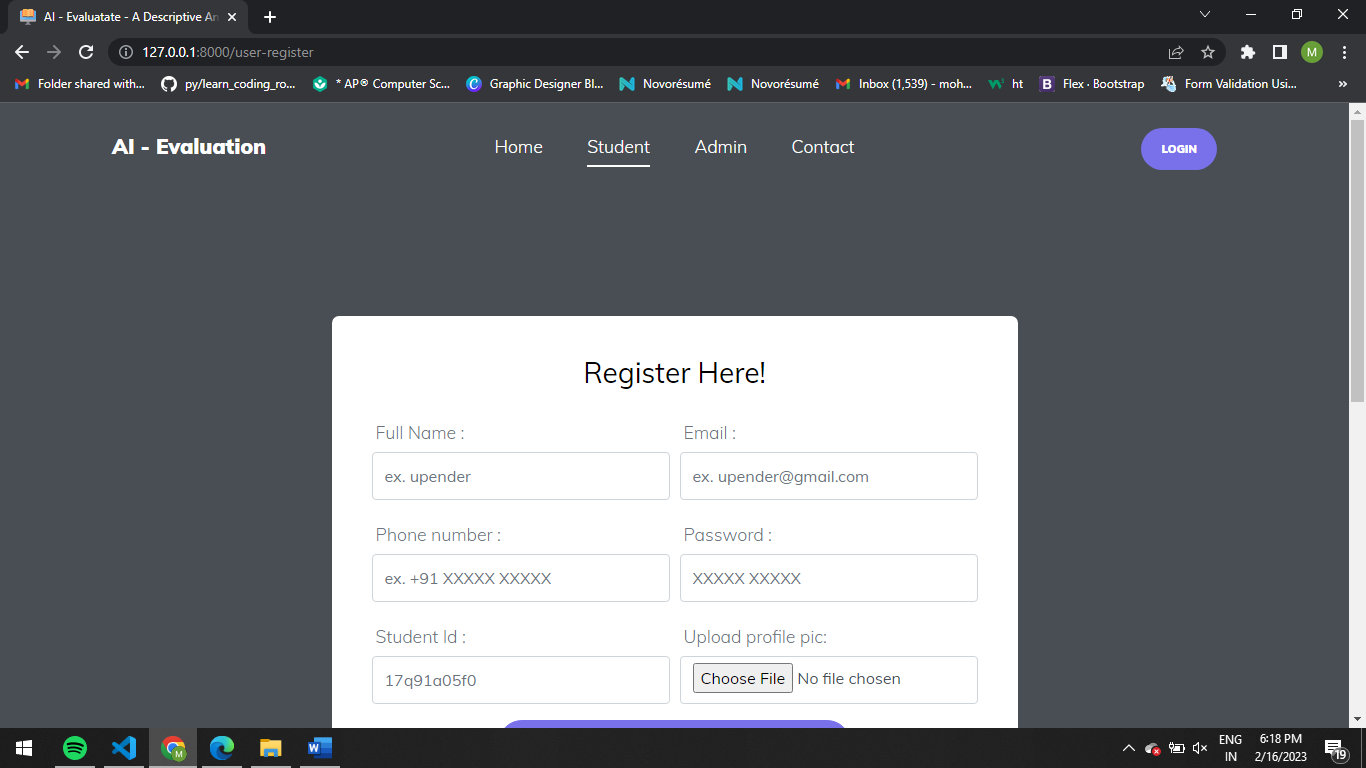 AI - Evaluatate - A Descriptive An
127.0.0.1:8000/user-register
M
Folder shared with... py/learn_coding_ro... * AP® Computer Sc... Graphic Designer Bl... Novorésumé Novorésumé Inbox (1,539) - moh... ht Flex · Bootstrap Form Validation Usi... »
AI - Evaluation Home Student Admin Contact LOGIN
Register Here!
Full Name : Email :
ex. upender ex. upender@gmail.com
Phone number : Password :
ex. +91 XXXXX XXXXX XXXXX XXXXX
Student Id : Upload profile pic:
17q91a05f0 Choose File No file chosen
ENG 6:18 PM
IN 2/16/2023 19